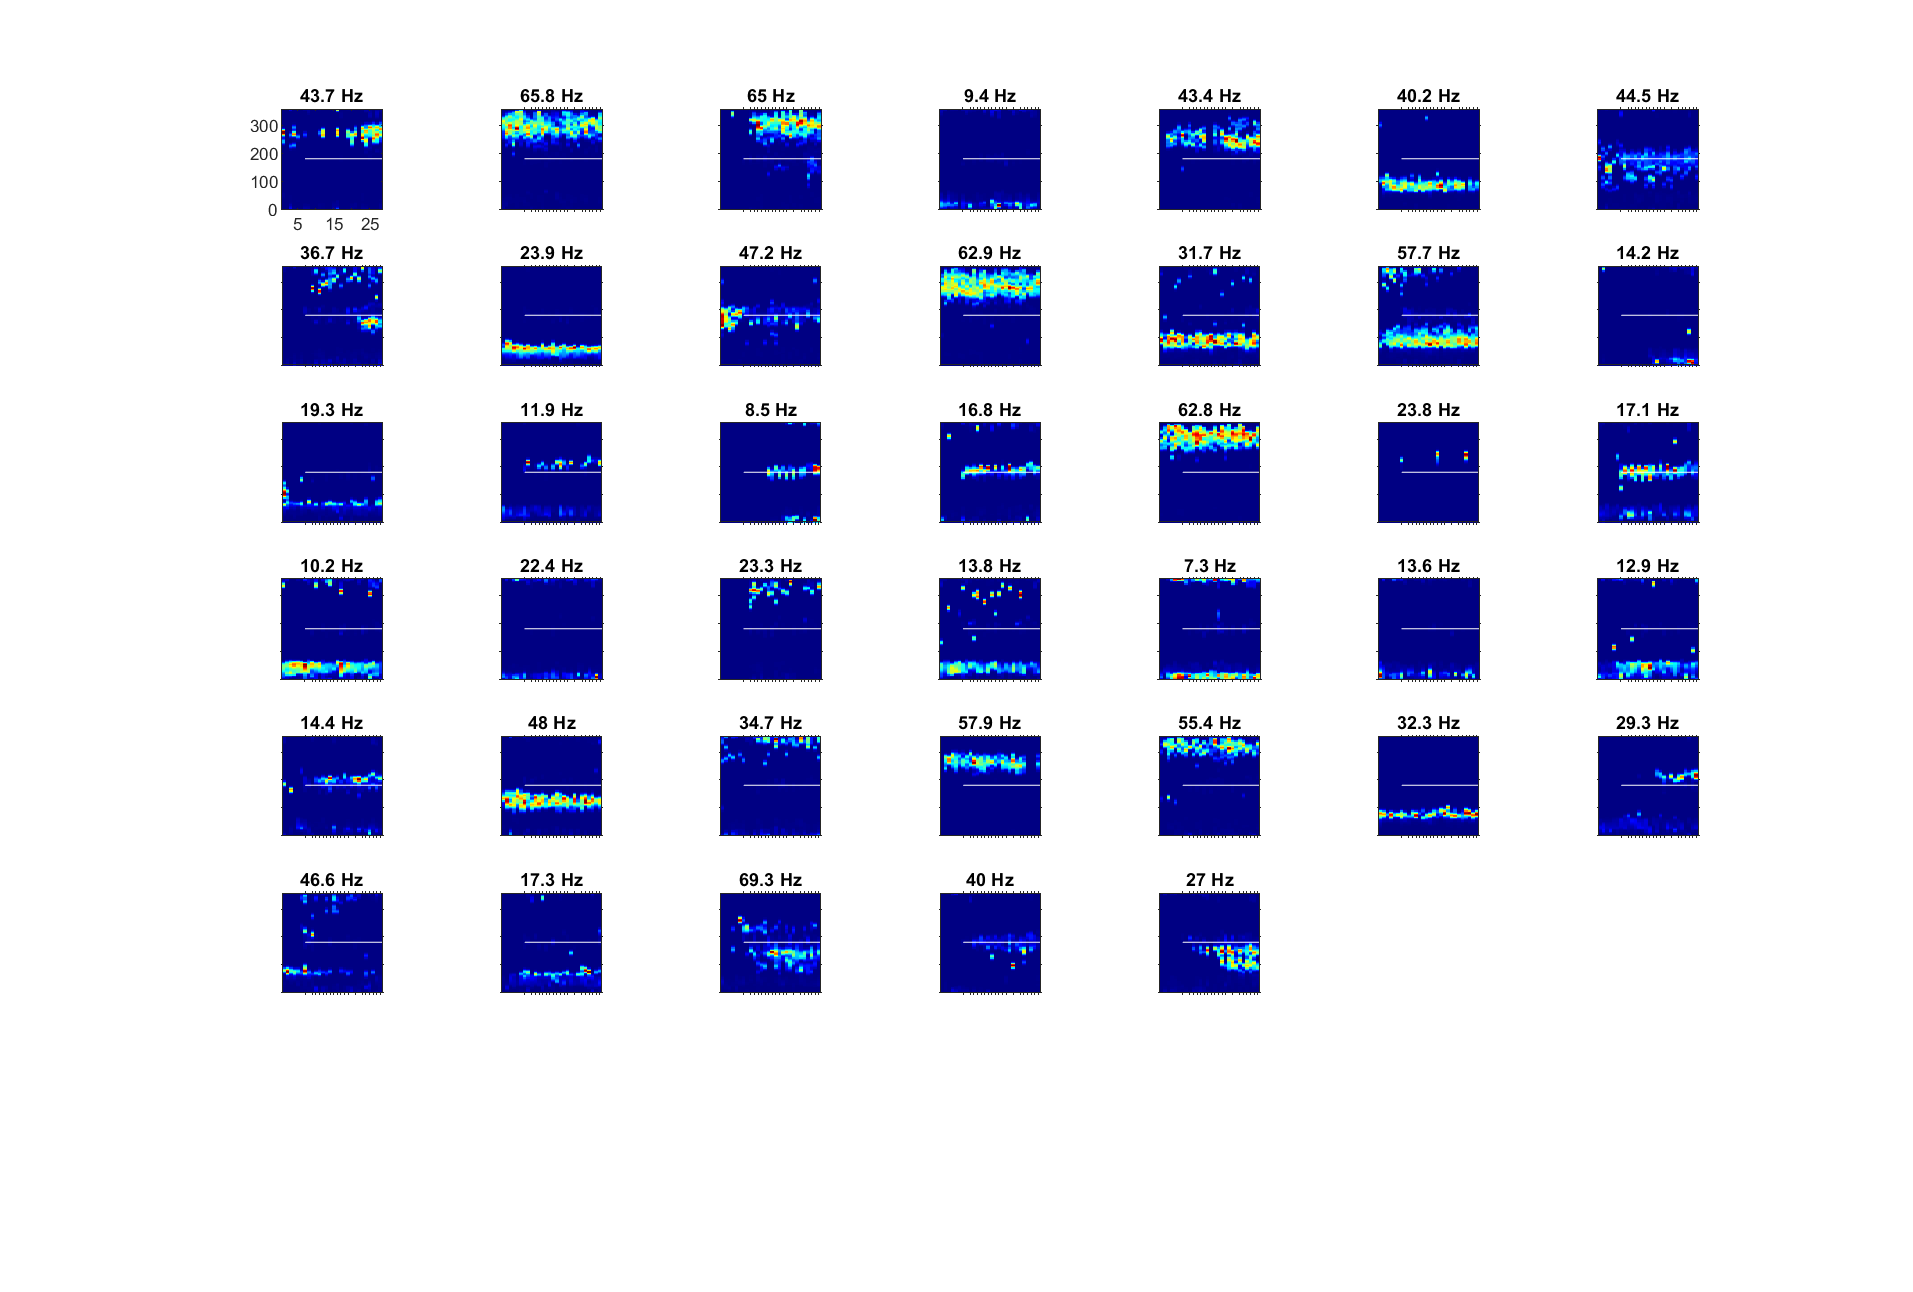 43.7 Hz 65.8 Hz 65 Hz 9.4 Hz 43.4 Hz 40.2 Hz 44.5 Hz
300
200
100
0
5 15 25
36.7 Hz 23.9 Hz 47.2 Hz 62.9 Hz 31.7 Hz 57.7 Hz 14.2 Hz
19.3 Hz 11.9 Hz 8.5 Hz 16.8 Hz 62.8 Hz 23.8 Hz 17.1 Hz
10.2 Hz 22.4 Hz 23.3 Hz 13.8 Hz 7.3 Hz 13.6 Hz 12.9 Hz
14.4 Hz 48 Hz 34.7 Hz 57.9 Hz 55.4 Hz 32.3 Hz 29.3 Hz
46.6 Hz 17.3 Hz 69.3 Hz 40 Hz 27 Hz